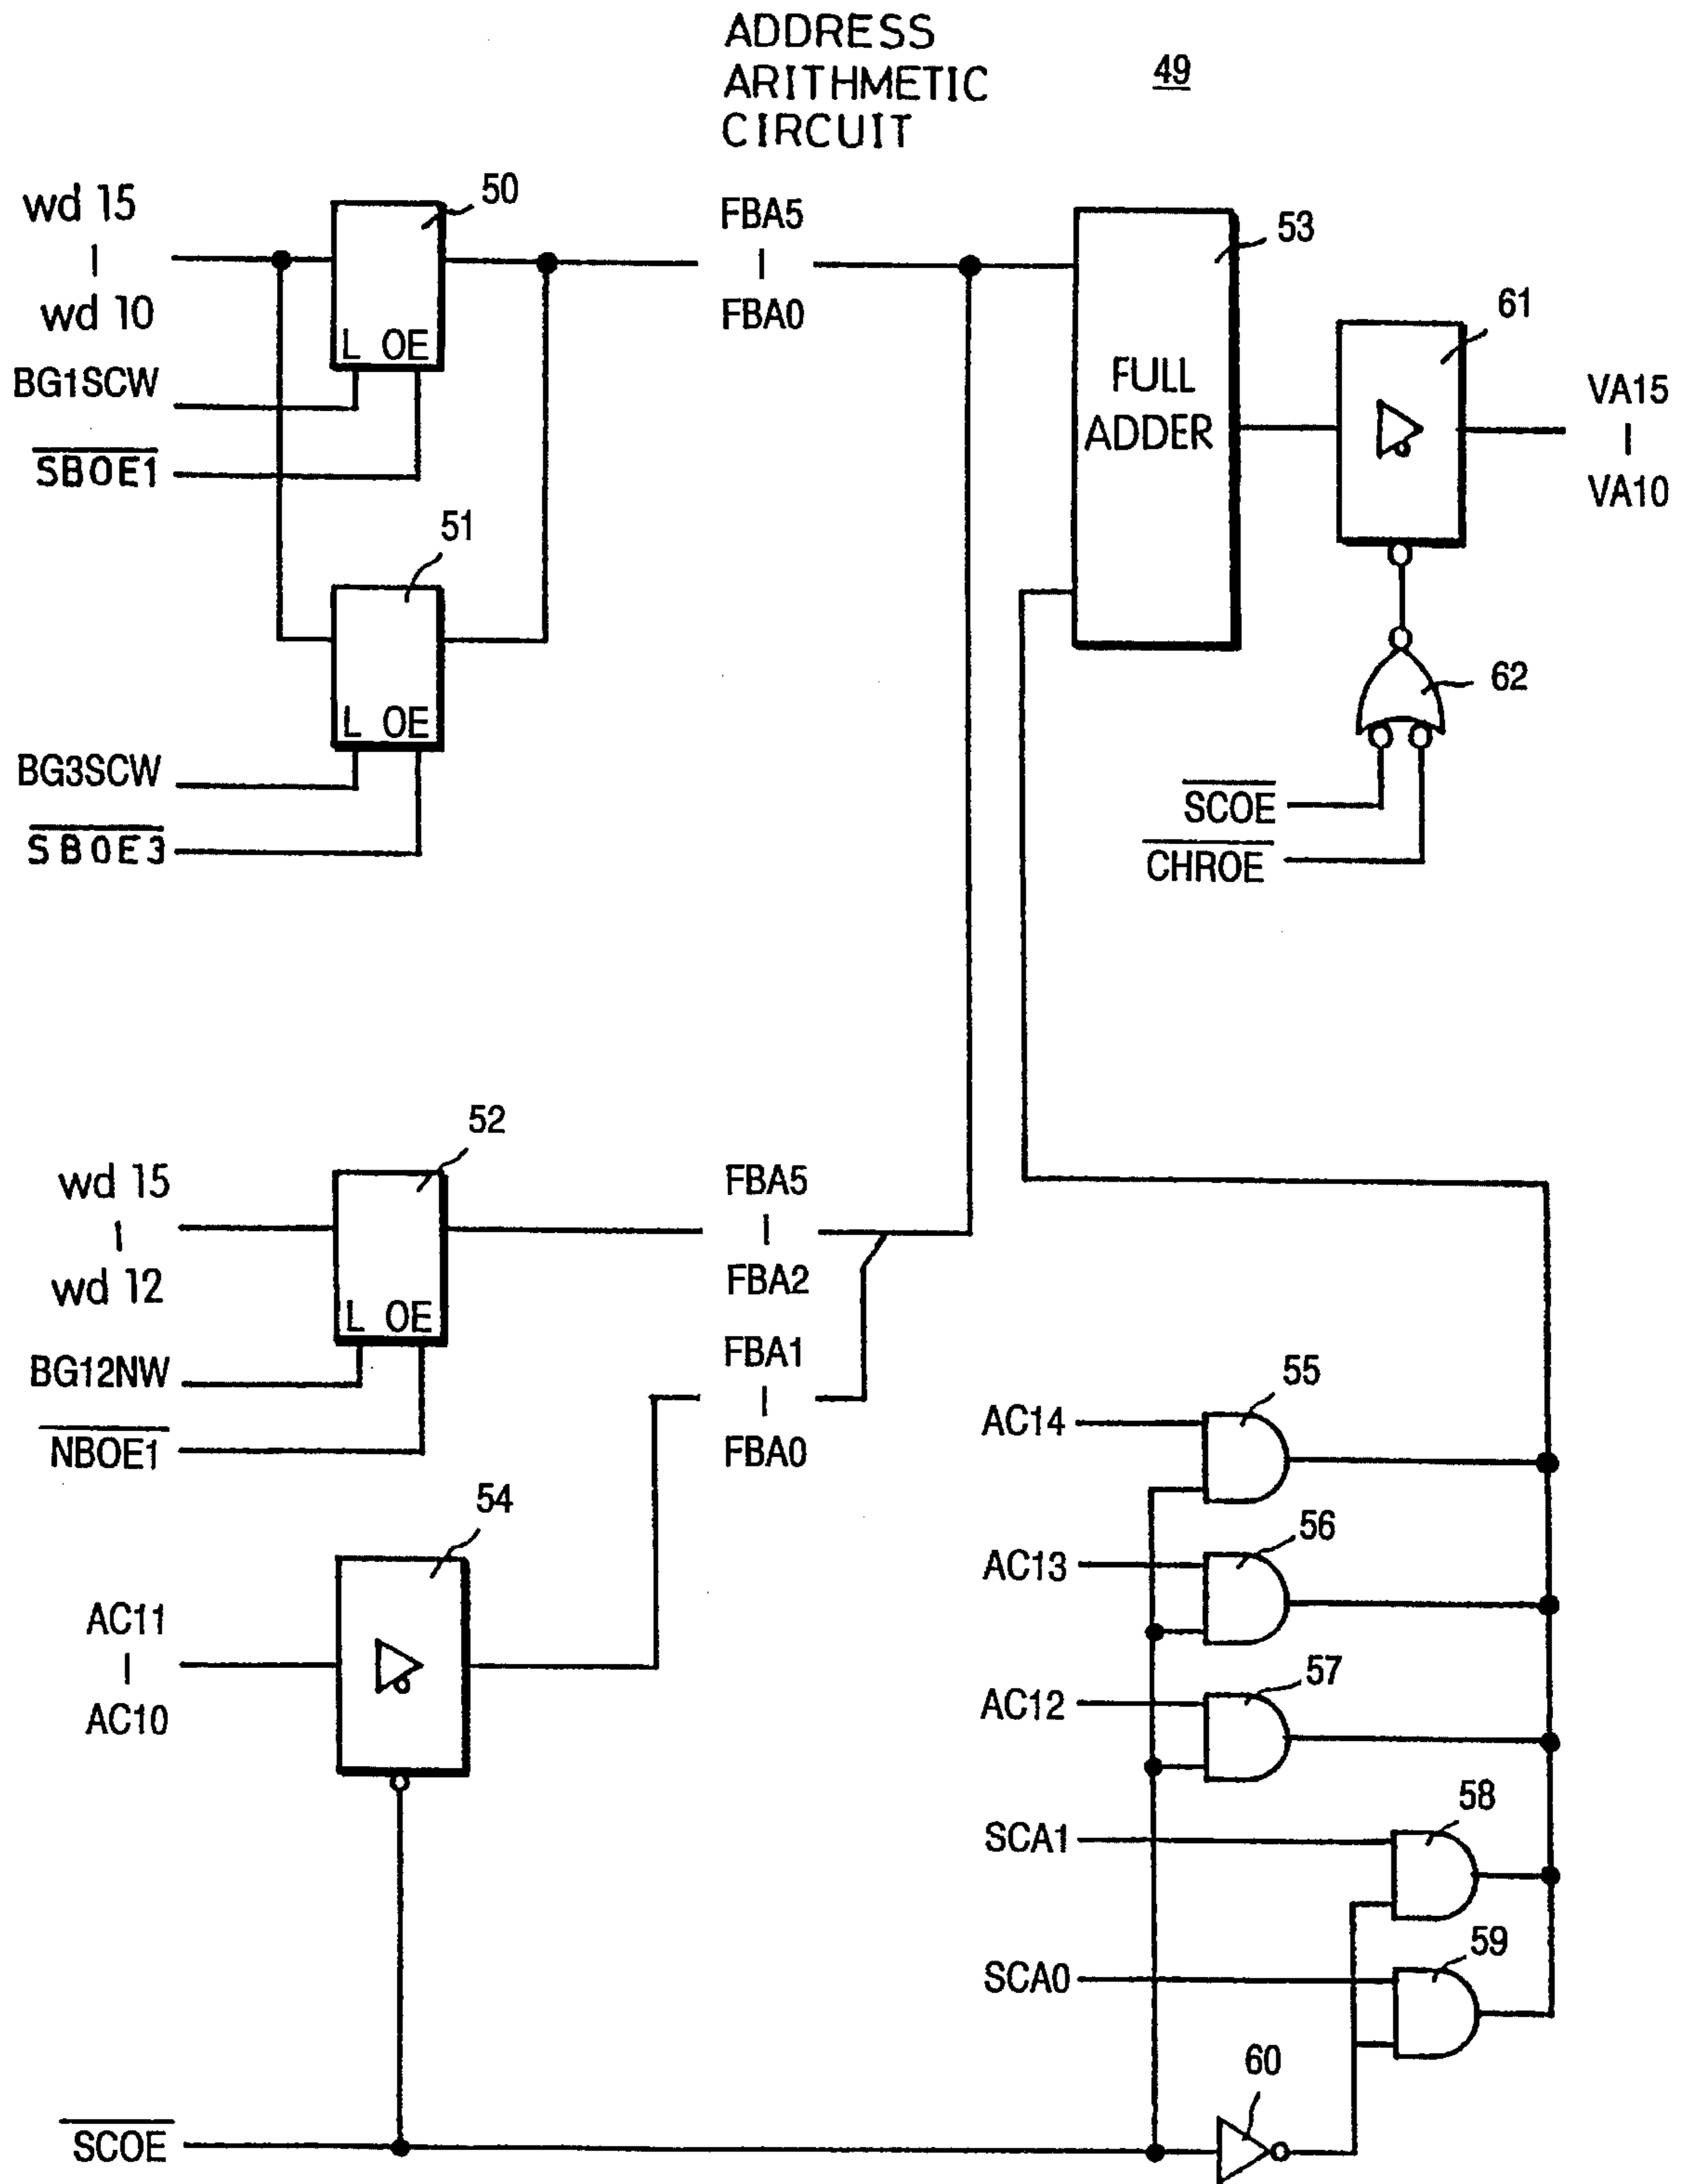 ADDRESS
ARITHMETIC
CIRCUIT
49
wd 15
|
wd 10
50
L OE
BG1SCW
SBOE1
51
L OE
BG3SCW
SBOE3
FBA5
|
FBA0
53
FULL
ADDER
61
VA15
|
VA10
62
SCOE
CHROE
wd 15
|
wd 12
52
L OE
BG12NW
NBOE1
FBA5
|
FBA2
FBA1
|
FBA0
54
AC11
|
AC10
AC14
55
AC13
56
AC12
57
SCA1
58
SCA0
59
60
SCOE